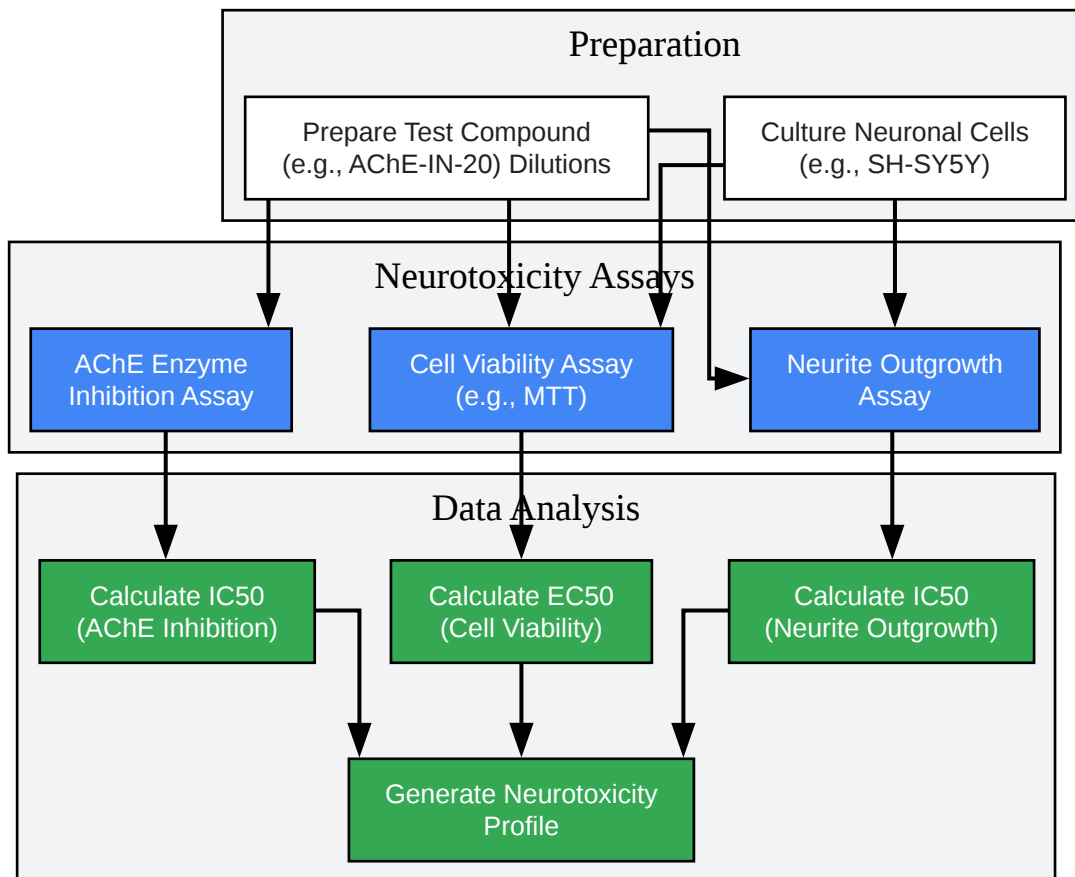 Preparation
Prepare Test Compound
(e.g., AChE-IN-20) Dilutions
Culture Neuronal Cells
(e.g., SH-SY5Y)
Neurotoxicity Assays
AChE Enzyme
Inhibition Assay
Cell Viability Assay
(e.g., MTT)
Neurite Outgrowth
Assay
Data Analysis
Calculate IC50
(AChE Inhibition)
Calculate EC50
(Cell Viability)
Calculate IC50
(Neurite Outgrowth)
Generate Neurotoxicity
Profile